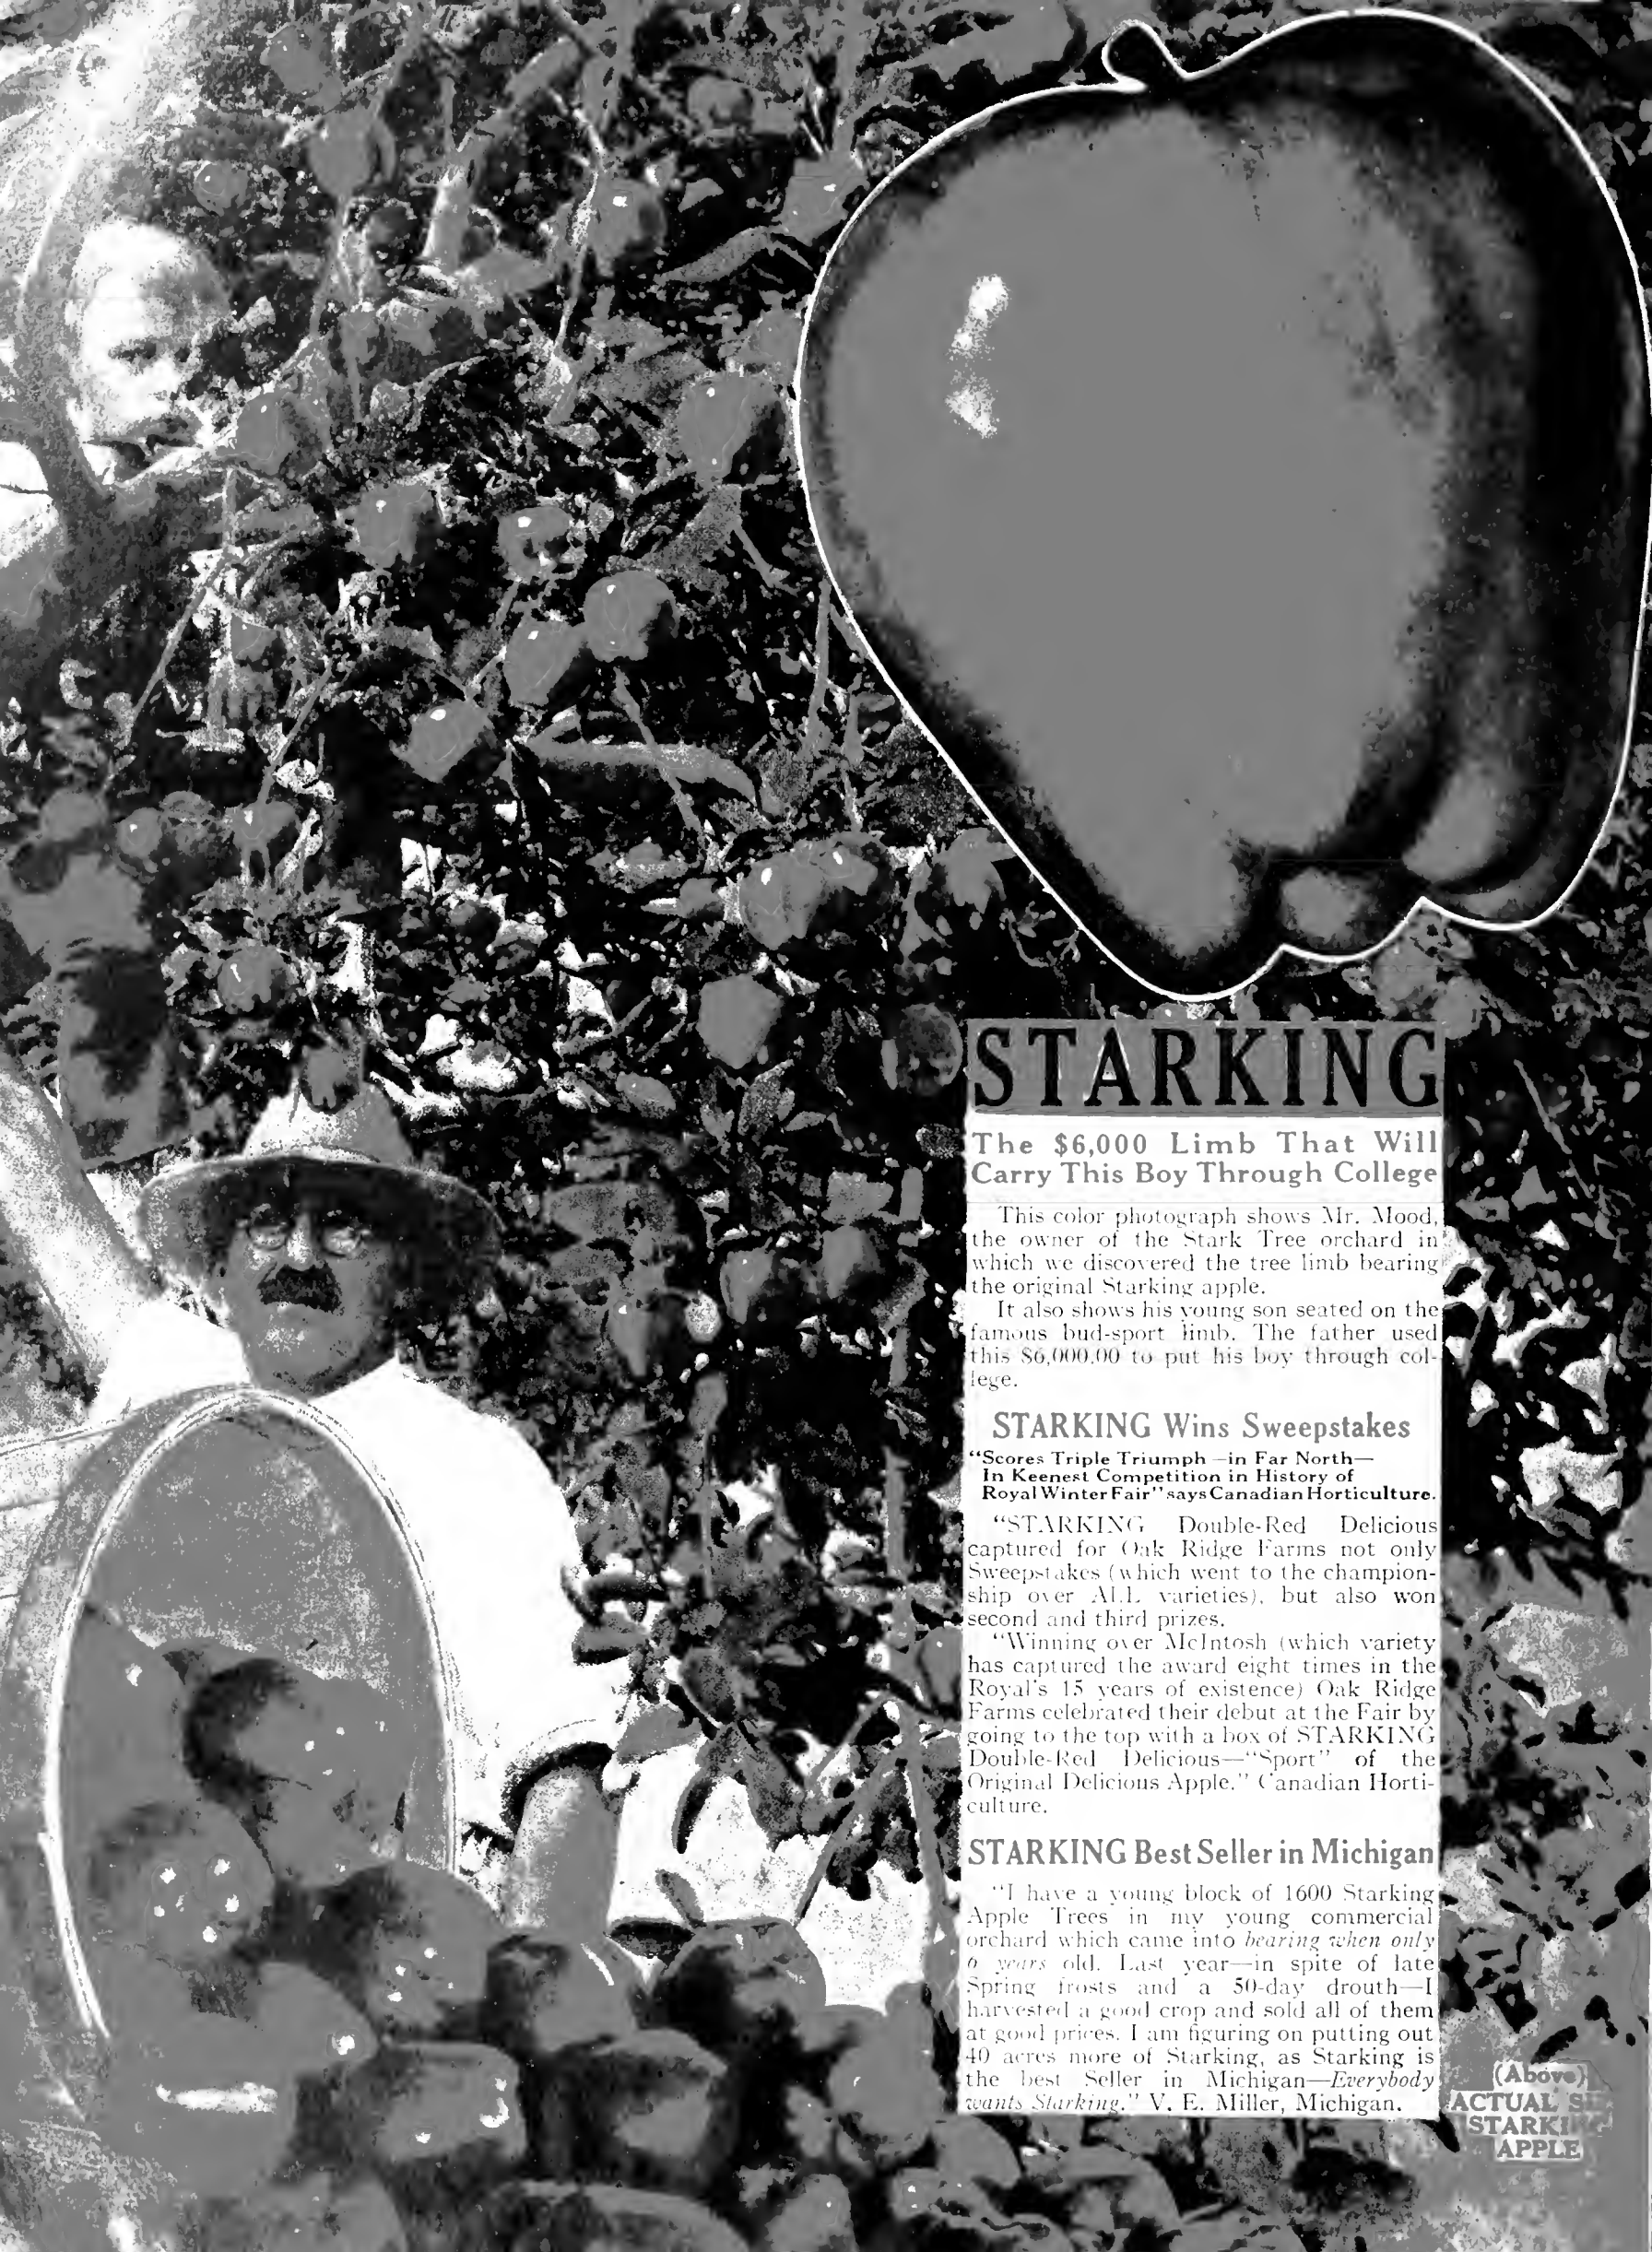 STARKING
The $6,000 Limb That Will
Carry This Boy Through College
This color photograph shows Mr. Mood,
the owner of the Stark Tree orchard in
which we discovered the tree limb bearing
the original Starking apple.
It also shows his young son seated on the
famous bud-sport limb. The father used
this $6,000.00 to put his boy through col-
lege.
STARKING Wins Sweepstakes
"Scores Triple Triumph—in Far North—
In Keenest Competition in History of
Royal Winter Fair" says Canadian Horticulture.
"STARKING Double-Red Delicious
captured for Oak Ridge Farms not only
Sweepstakes (which went to the champion-
ship over ALL varieties), but also won
second and third prizes.
"Winning over McIntosh (which variety
has captured the award eight times in the
Royal's 15 years of existence) Oak Ridge
Farms celebrated their debut at the Fair by
going to the top with a box of STARKING
Double-Red Delicious—"Sport" of the
Original Delicious Apple." Canadian Horti-
culture.
STARKING Best Seller in Michigan
"I have a young block of 1600 Starking
Apple Trees in my young commercial
orchard which came into bearing when only
6 years old. Last year—in spite of late
Spring frosts and a 50-day drouth—I
harvested a good crop and sold all of them
at good prices. I am figuring on putting out
40 acres more of Starking, as Starking is
the best Seller in Michigan—Everybody
wants Starking." V. E. Miller, Michigan.
(Above)
ACTUAL
APPLE